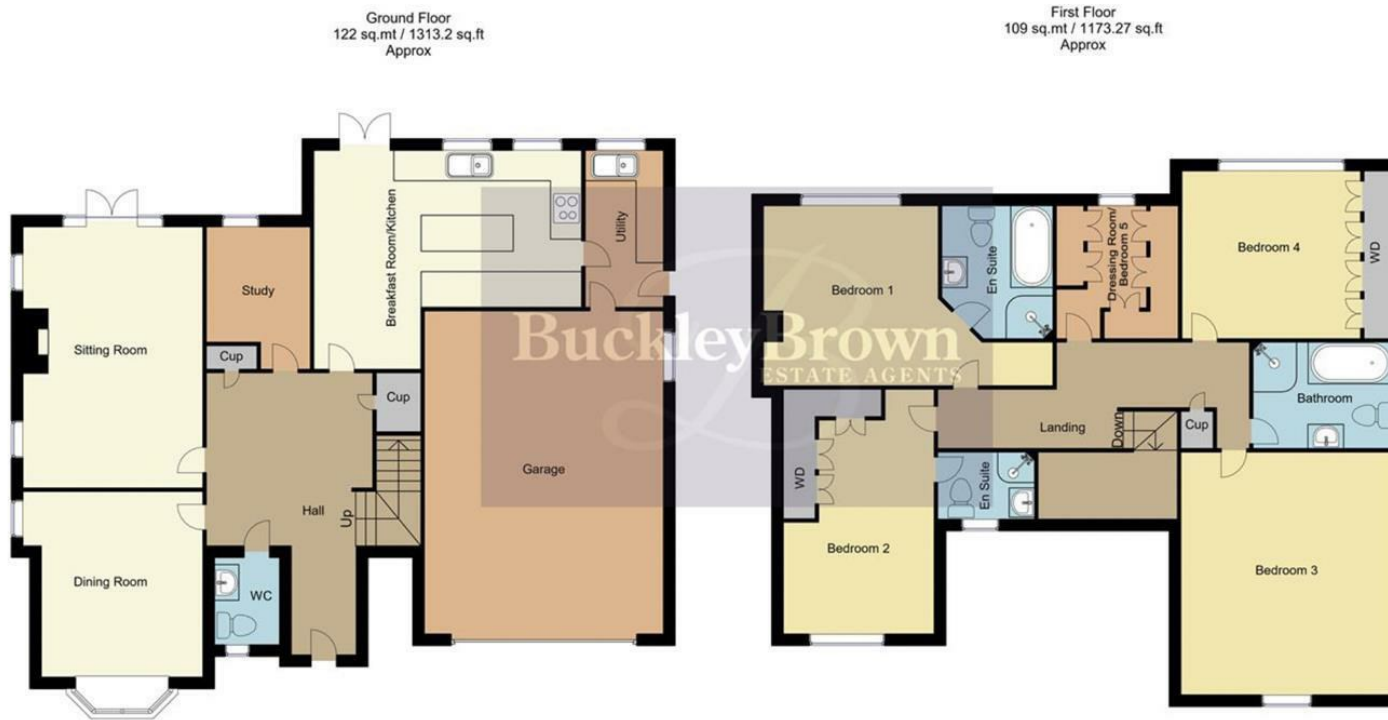 Ground Floor
122 sq.mt / 1313.2 sq.ft
Approx
First Floor
109 sq.mt / 1173.27 sq.ft
Approx
Breakfast Room/Kitchen
Utility
Study
Sitting Room
Cup
Cup
Garage
Hall
Up
Dining Room
WC
Bedroom 1
En Suite
Dressing Room/
Bedroom 5
Bedroom 4
WD
Bathroom
Landing
Down
Cup
WD
En Suite
Bedroom 2
Bedroom 3
BuckleyBrown
ESTATE AGENTS